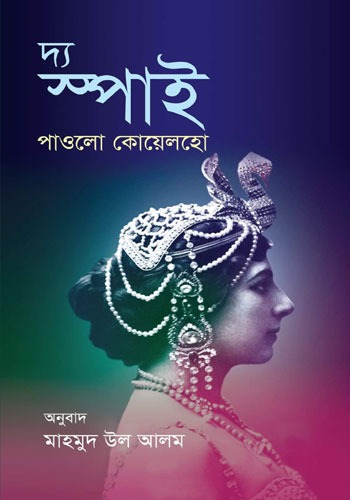 দ্য
স্পাই
পাওলো কোয়েলহো
অনুবাদ
মাহমুদ উল আলম